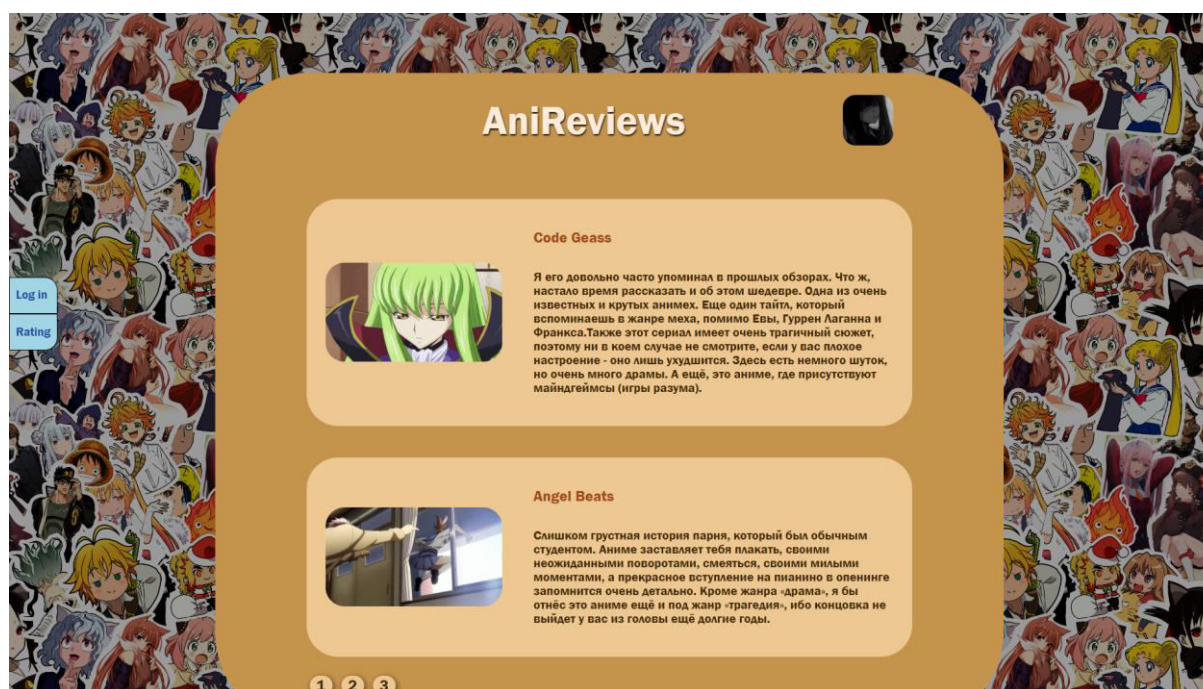 AniReviews
Log in
Rating
Code Geass
Я его довольно часто упоминал в прошлых обзорах. Что ж,
настало время рассказать и об этом шедевре. Одна из очень
известных и крутых анимех. Еще один тайтл, который
вспоминаешь в жанре меха, помимо Евы, Гуррен Лаганна и
Франкса.Также этот сериал имеет очень трагичный сюжет,
поэтому ни в коем случае не смотрите, если у вас плохое
настроение - оно лишь ухудшится. Здесь есть немного шуток,
но очень много драмы. А ещё, это аниме, где присутствуют
майндгеймсы (игры разума).
Angel Beats
Слишком грустная история парня, который был обычным
студентом. Аниме заставляет тебя плакать, своими
неожиданными поворотами, смеяться, своими милыми
моментами, а прекрасное вступление на пианино в опенинге
запомнится очень детально. Кроме жанра «драма», я бы
отнёс это аниме ещё и под жанр «трагедия», ибо концовка не
выйдет у вас из головы ещё долгие годы.
1 2 3